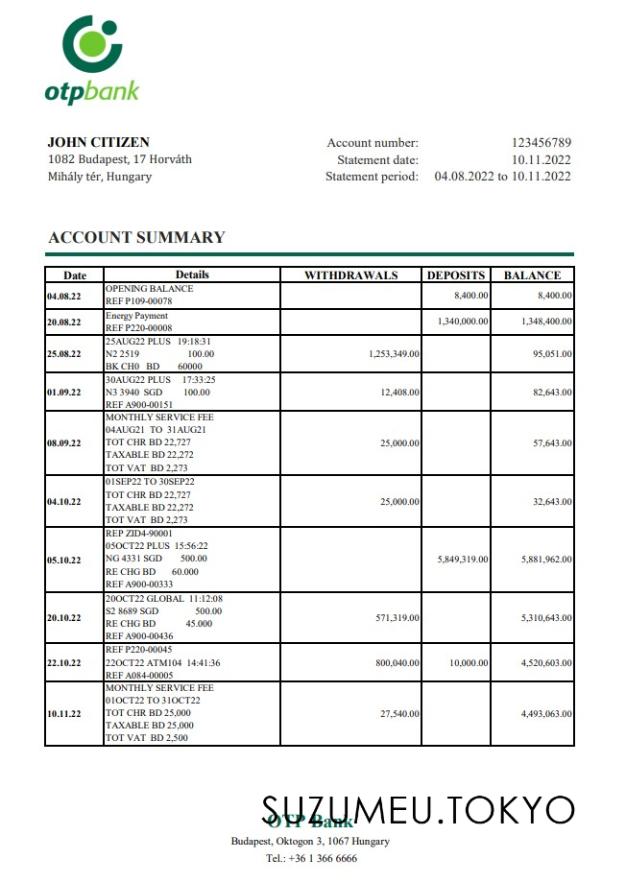 otpbank
JOHN CITIZEN
1082 Budapest, 17 Horváth
Mihály tér, Hungary
Account number: 123456789
Statement date: 10.11.2022
Statement period: 04.08.2022 to 10.11.2022
ACCOUNT SUMMARY
Date Details WITHDRAWALS DEPOSITS BALANCE
04.08.22 OPENING BALANCE 8,400.00 8,400.00
REF P109-00078
20.08.22 Energy Payment 1,340,000.00 1,348,400.00
REF P220-00008
25AUG22 PLUS 19:18:31
25.08.22 N2 2519 100.00 1,253,349.00 95,051.00
BK CH0 BD 60000
30AUG22 PLUS 17:33:25
01.09.22 N3 3940 SGD 100.00 12,408.00 82,643.00
REF A900-00151
MONTHLY SERVICE FEE
04AUG21 TO 31AUG21
08.09.22 TOT CHR BD 22,727 25,000.00 57,643.00
TAXABLE BD 22,272
TOT VAT BD 2,273
01SEP22 TO 30SEP22
04.10.22 TOT CHR BD 22,727 25,000.00 32,643.00
TAXABLE BD 22,272
TOT VAT BD 2,273
REP ZID4-90001
05OCT22 PLUS 15:56:22
05.10.22 NG 4331 SGD 500.00 5,849,319.00 5,881,962.00
RE CHG BD 60.000
REF A900-00333
20OCT22 GLOBAL 11:12:08
20.10.22 S2 8689 SGD 500.00 571,319.00 5,310,643.00
RE CHG BD 45.000
REF A900-00436
REF P220-00045
22.10.22 22OCT22 ATM104 14:41:36 800,040.00 10,000.00 4,520,603.00
REF A084-00005
MONTHLY SERVICE FEE
01OCT22 TO 31OCT22
10.11.22 TOT CHR BD 25,000 27,540.00 4,493,063.00
TAXABLE BD 25,000
TOT VAT BD 2,500
SUZUMEU.TOKYO
OTP Bank
Budapest, Oktogon 3, 1067 Hungary
Tel.: +36 1 366 6666